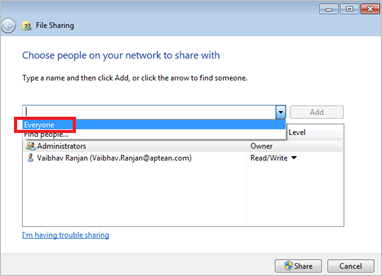 File Sharing
Choose people on your network to share with
Type a name and then click Add, or click the arrow to find someone.
Add
Everyone
Find people...
Level
Administrators Owner
Vaibhav Ranjan (Vaibhav.Ranjan@aptean.com) Read/Write
I'm having trouble sharing
Share Cancel